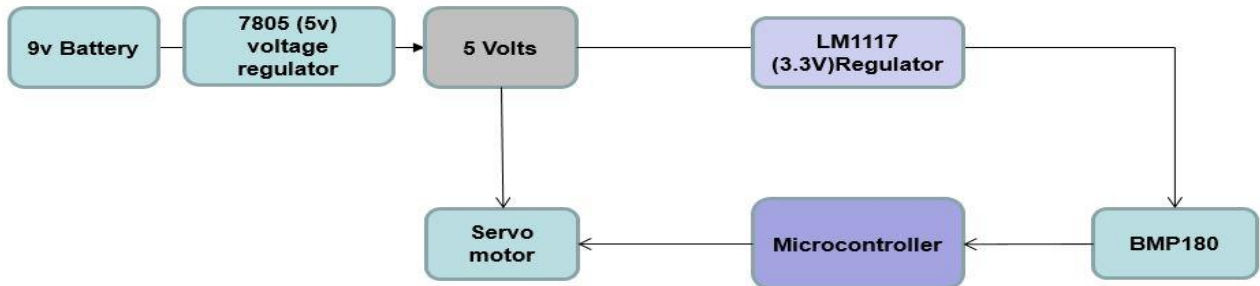 9v Battery
7805 (5v)
voltage
regulator
5 Volts
LM1117
(3.3V)Regulator
Servo
motor
Microcontroller
BMP180